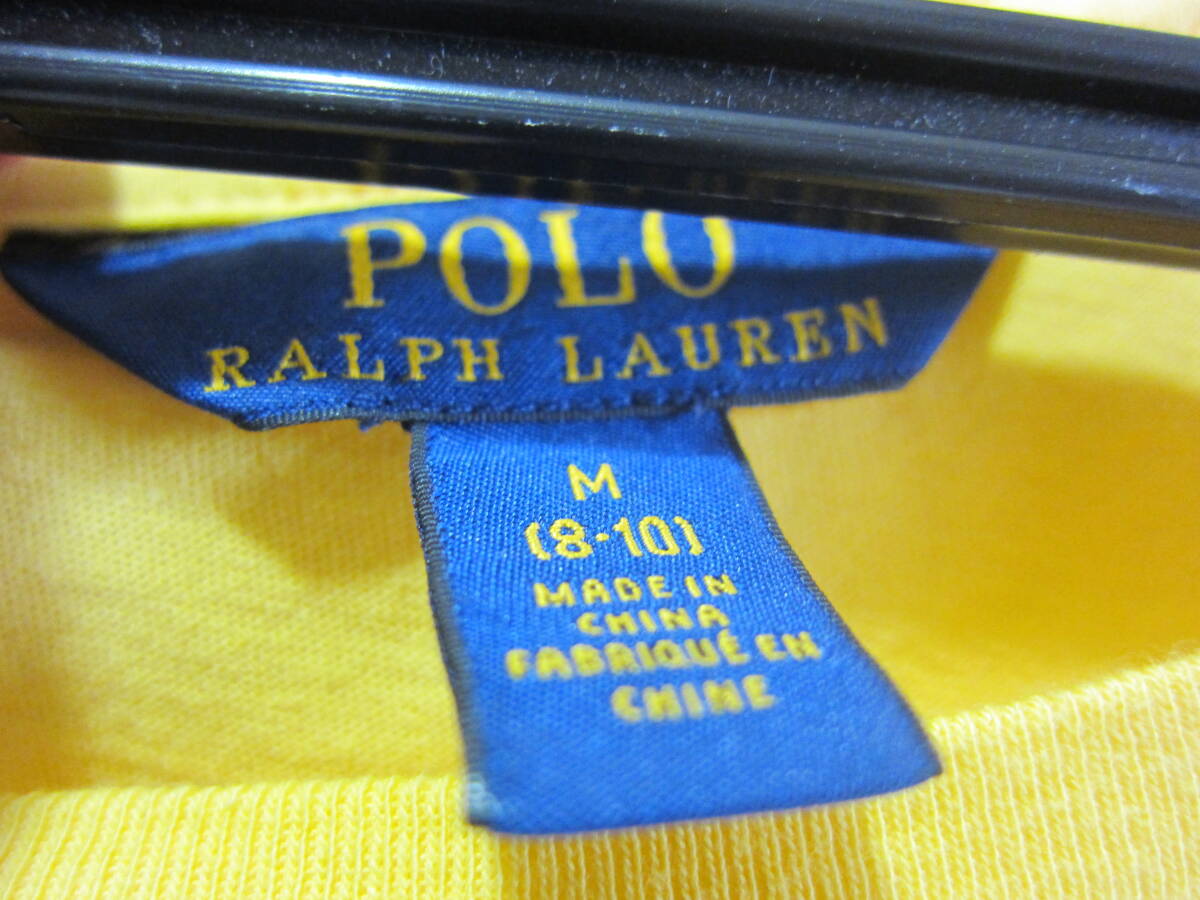 POLO
RALPH LAUREN
M
(8-10)
MADE IN
CHINA
FABRIQUÉ EN
CHINE